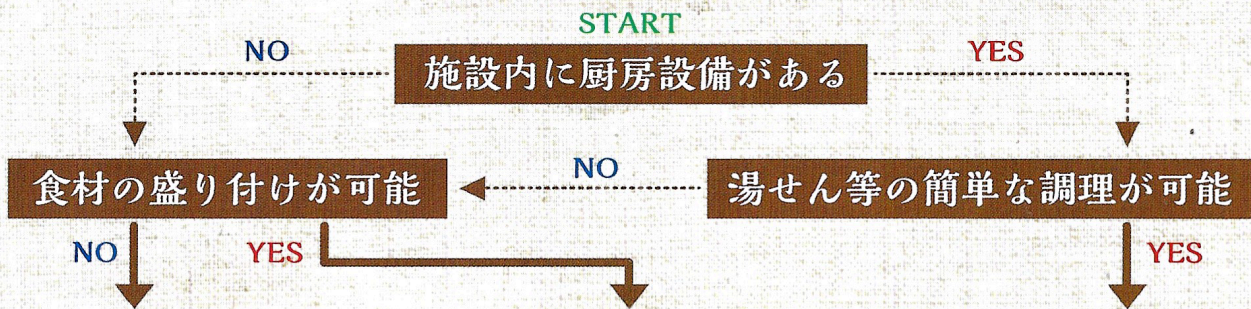 START
NO
施設内に厨房設備がある
YES
食材の盛り付けが可能
NO
湯せん等の簡単な調理が可能
NO
YES
YES